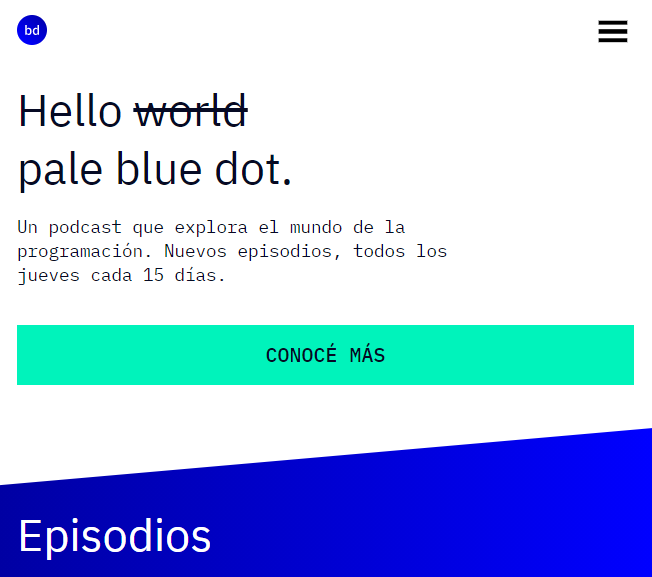 bd
Hello world
pale blue dot.
Un podcast que explora el mundo de la
programación. Nuevos episodios, todos los
jueves cada 15 días.
CONOCÉ MÁS
Episodios